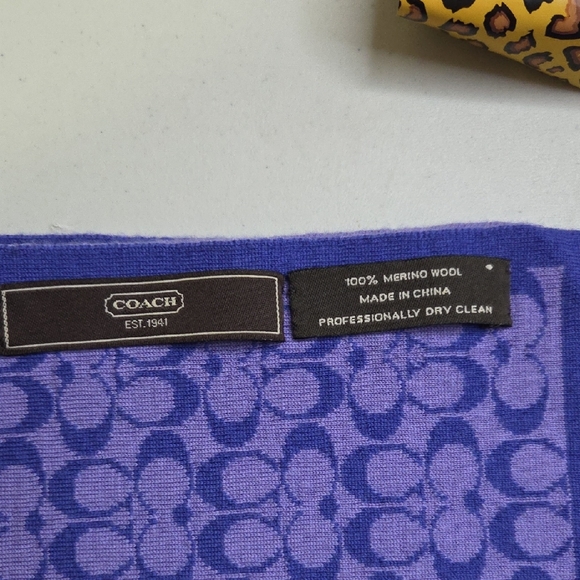 COACH
EST. 1941
100% MERINO WOOL
MADE IN CHINA
PROFESSIONALLY DRY CLEAN